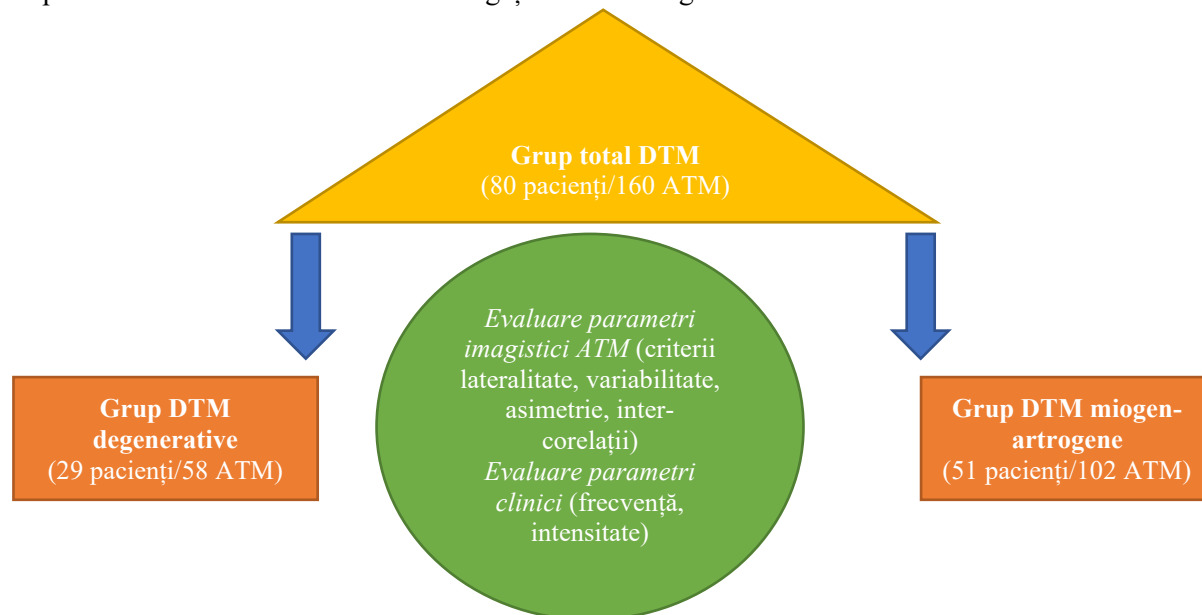 Grup total DTM
(80 pacienți/160 ATM)
Evaluare parametri
imagistici ATM (criterii
lateralitate, variabilitate,
asimetrie, inter-
corelații)
Evaluare parametri
clinici (frecvență,
intensitate)
Grup DTM
degenerative
(29 pacienți/58 ATM)
Grup DTM miogen-
artrogene
(51 pacienți/102 ATM)